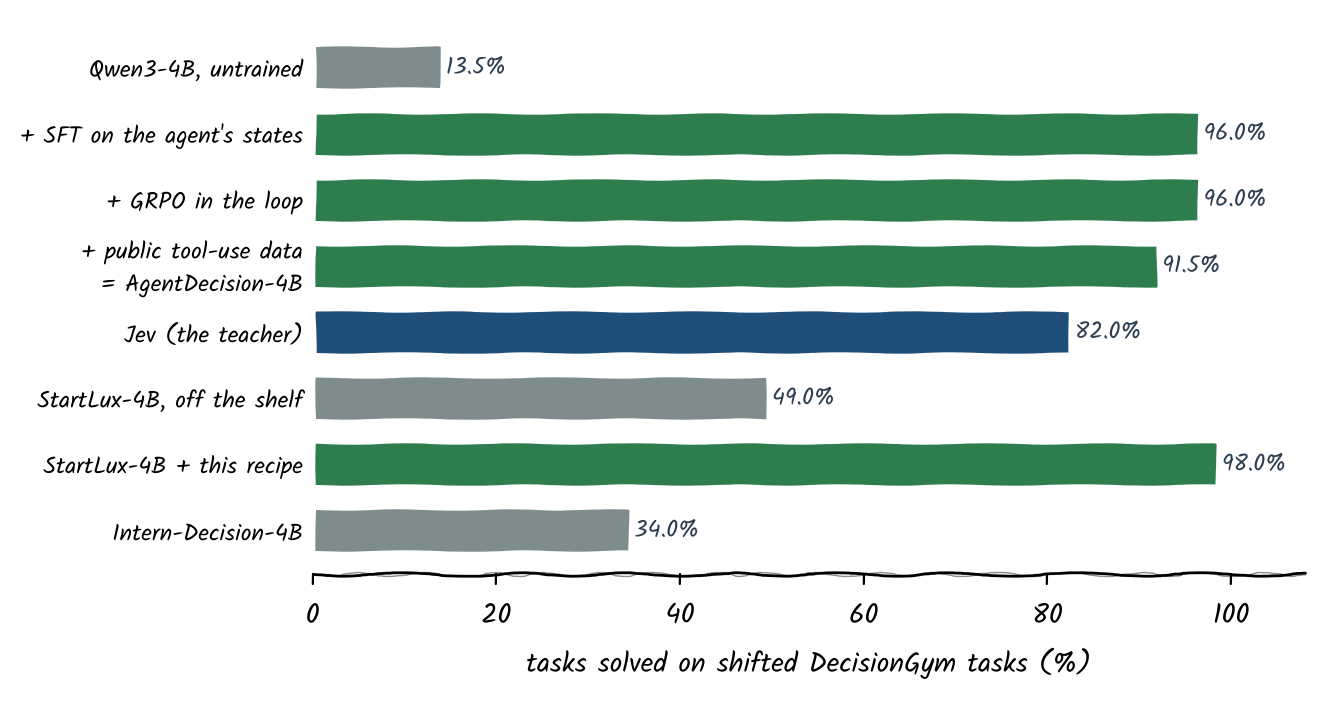 Qwen3-4B, untrained 13.5%
+ SFT on the agent's states 96.0%
+ GRPO in the loop 96.0%
+ public tool-use data
= AgentDecision-4B 91.5%
Jev (the teacher) 82.0%
StartLux-4B, off the shelf 49.0%
StartLux-4B + this recipe 98.0%
Intern-Decision-4B 34.0%
0 20 40 60 80 100
tasks solved on shifted DecisionGym tasks (%)